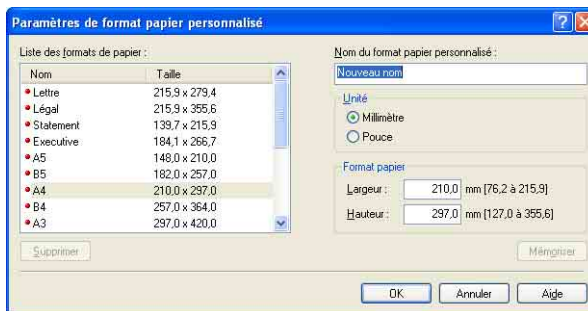 Paramètres de format papier personnalisé
Liste des formats de papier :
Nom Taille
Lettre 215,9 x 279,4
Légal 215,9 x 355,6
Statement 139,7 x 215,9
Executive 184,1 x 266,7
A5 148,0 x 210,0
B5 182,0 x 257,0
A4 210,0 x 297,0
B4 257,0 x 364,0
A3 297,0 x 420,0
Supprimer
Nom du format papier personnalisé :
Nouveau nom
Unité
Millimètre
Pouce
Format papier
Largeur : 210,0 mm [76,2 à 215,9]
Hauteur : 297,0 mm [127,0 à 355,6]
Mémoriser
OK Annuler Aide